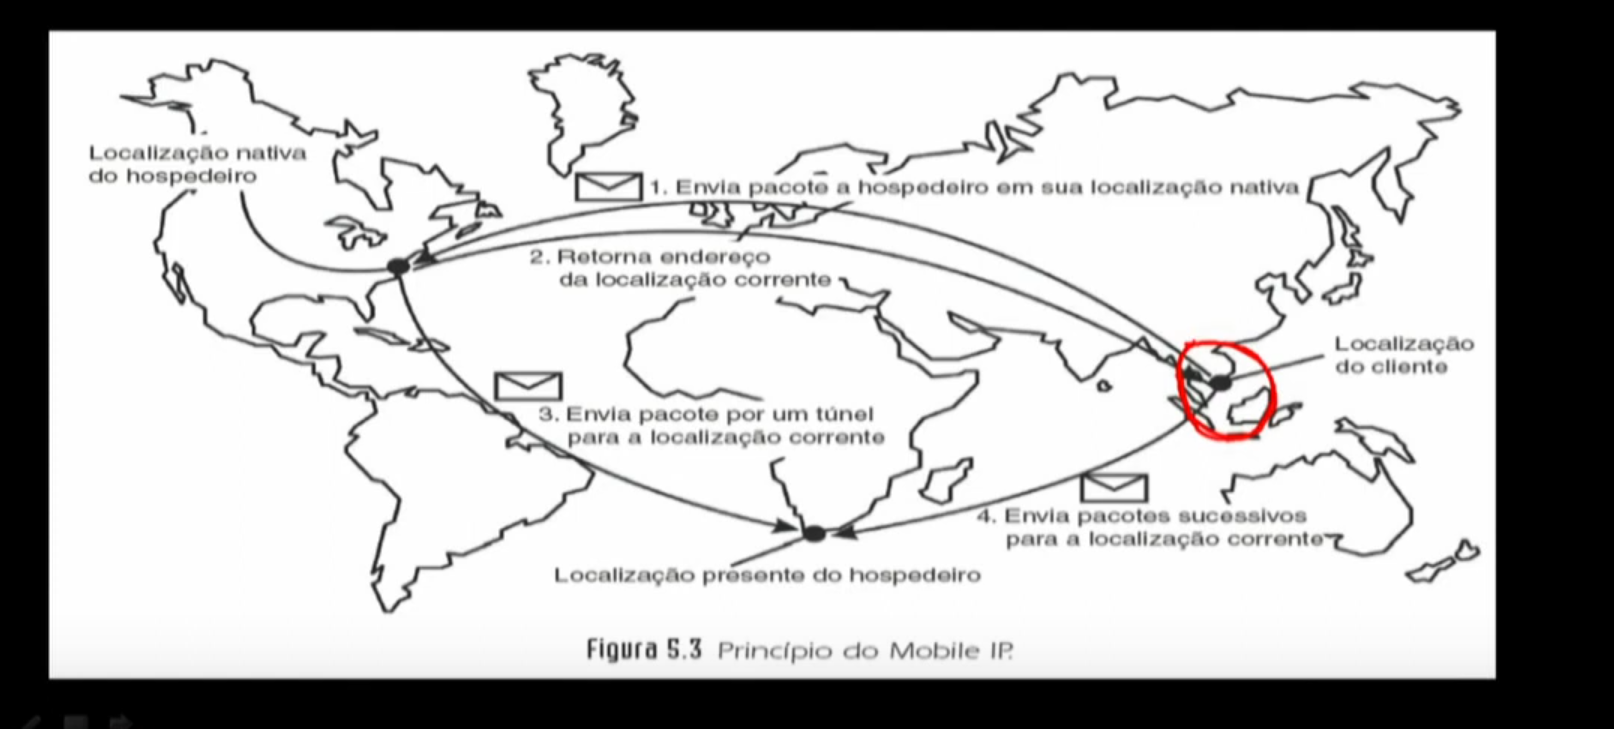 Localização nativa
do hospedeiro
1. Envia pacote a hospedeiro em sua localização nativa
2. Retorna endereço
da localização corrente
Localização
do cliente
3. Envia pacote por um túnel
para a localização corrente
4. Envia pacotes sucessivos
para a localização corrente
Localização presente do hospedeiro
Figura 5.3 Princípio do Mobile IP.